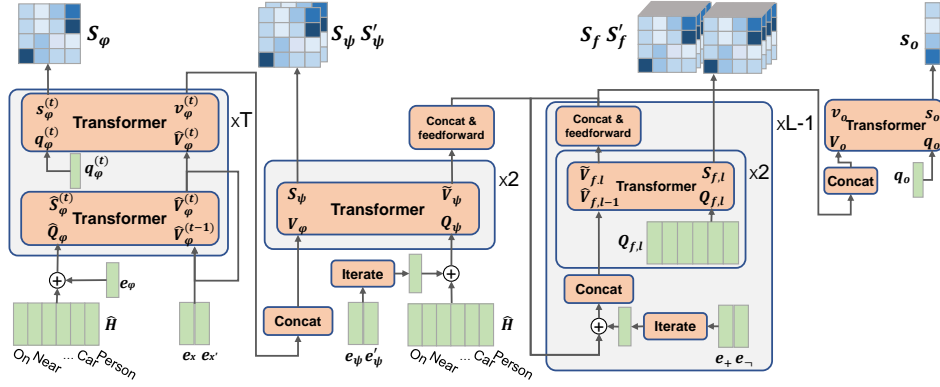 S_φ
s_φ^(t) v_φ^(t)
Transformer
q_φ^(t) V̂_φ^(t)
xT
q_φ^(t)
Ŝ_φ^(t) V̂_φ^(t)
Transformer
Q̂_φ V̂_φ^(t-1)
e_φ
Ĥ
On Near ... Car Person
e_x e_x'
S_ψ S'_ψ
Concat &
feedforward
x2
S_ψ Ṽ_ψ
Transformer
V_φ Q_ψ
Iterate
Concat
e_ψ e'_ψ
Ĥ
On Near ... Car Person
S_f S'_f
Concat &
feedforward
xL-1
x2
Ṽ_f,l S_f,l
Transformer
V̂_f,l-1 Q_f,l
Q_f,l
Concat
Iterate
e_+ e_¬
s_o
v_o s_o
Transformer
V_o q_o
Concat
q_o